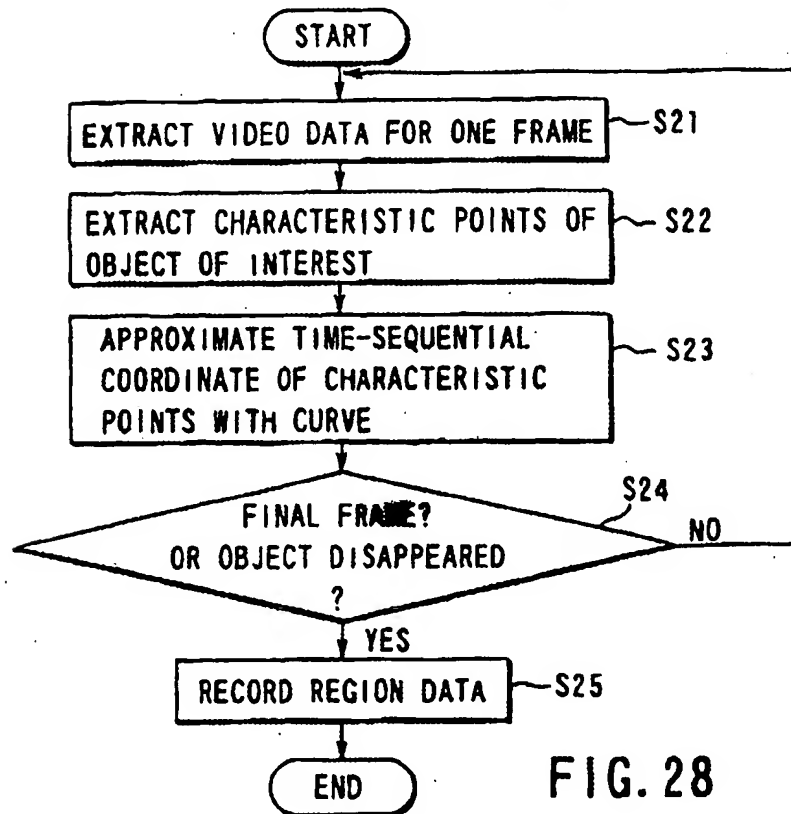 START
EXTRACT VIDEO DATA FOR ONE FRAME
S21
EXTRACT CHARACTERISTIC POINTS OF
OBJECT OF INTEREST
S22
APPROXIMATE TIME-SEQUENTIAL
COORDINATE OF CHARACTERISTIC
POINTS WITH CURVE
S23
FINAL FRAME?
OR OBJECT DISAPPEARED
?
S24
NO
YES
RECORD REGION DATA
S25
END
FIG. 28